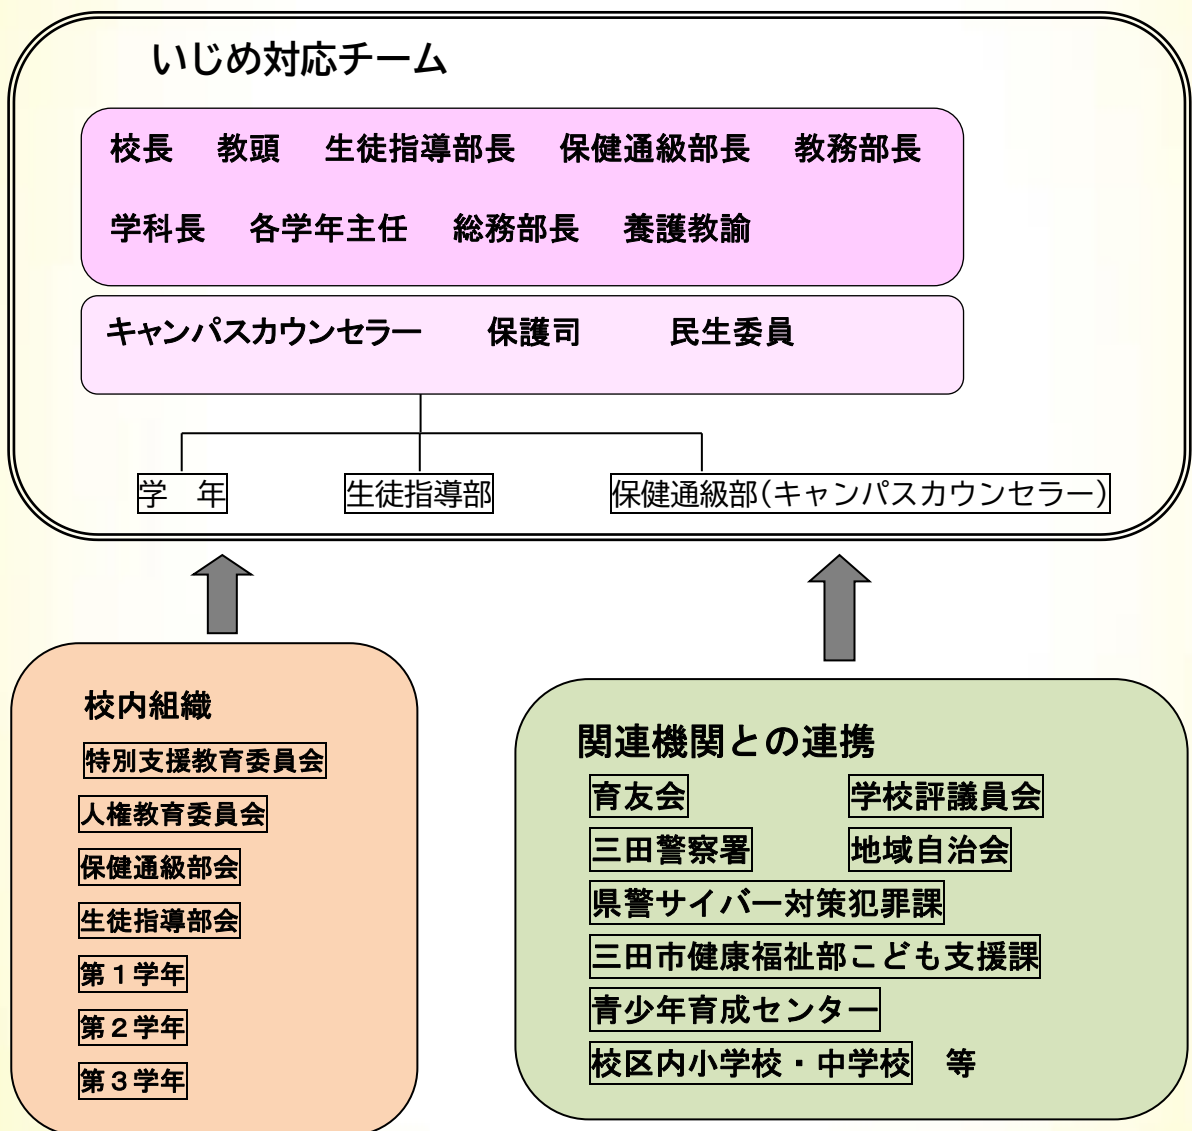 いじめ対応チーム
校長 教頭 生徒指導部長 保健通級部長 教務部長
学科長 各学年主任 総務部長 養護教諭
キャンパスカウンセラー 保護司 民生委員
学 年 生徒指導部 保健通級部(キャンパスカウンセラー)
校内組織
特別支援教育委員会
人権教育委員会
保健通級部会
生徒指導部会
第1学年
第2学年
第3学年
関連機関との連携
育友会 学校評議員会
三田警察署 地域自治会
県警サイバー対策犯罪課
三田市健康福祉部こども支援課
青少年育成センター
校区内小学校・中学校 等